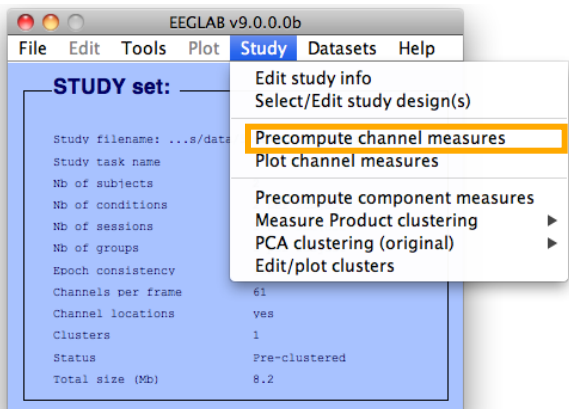 EEGLAB v9.0.0.0b
File Edit Tools Plot Study Datasets Help
STUDY set:
Edit study info
Select/Edit study design(s)
Precompute channel measures
Plot channel measures
Precompute component measures
Measure Product clustering
PCA clustering (original)
Edit/plot clusters
Study filename: ...s/data
Study task name
Nb of subjects
Nb of conditions
Nb of sessions
Nb of groups
Epoch consistency
Channels per frame 61
Channel locations yes
Clusters 1
Status Pre-clustered
Total size (Mb) 8.2